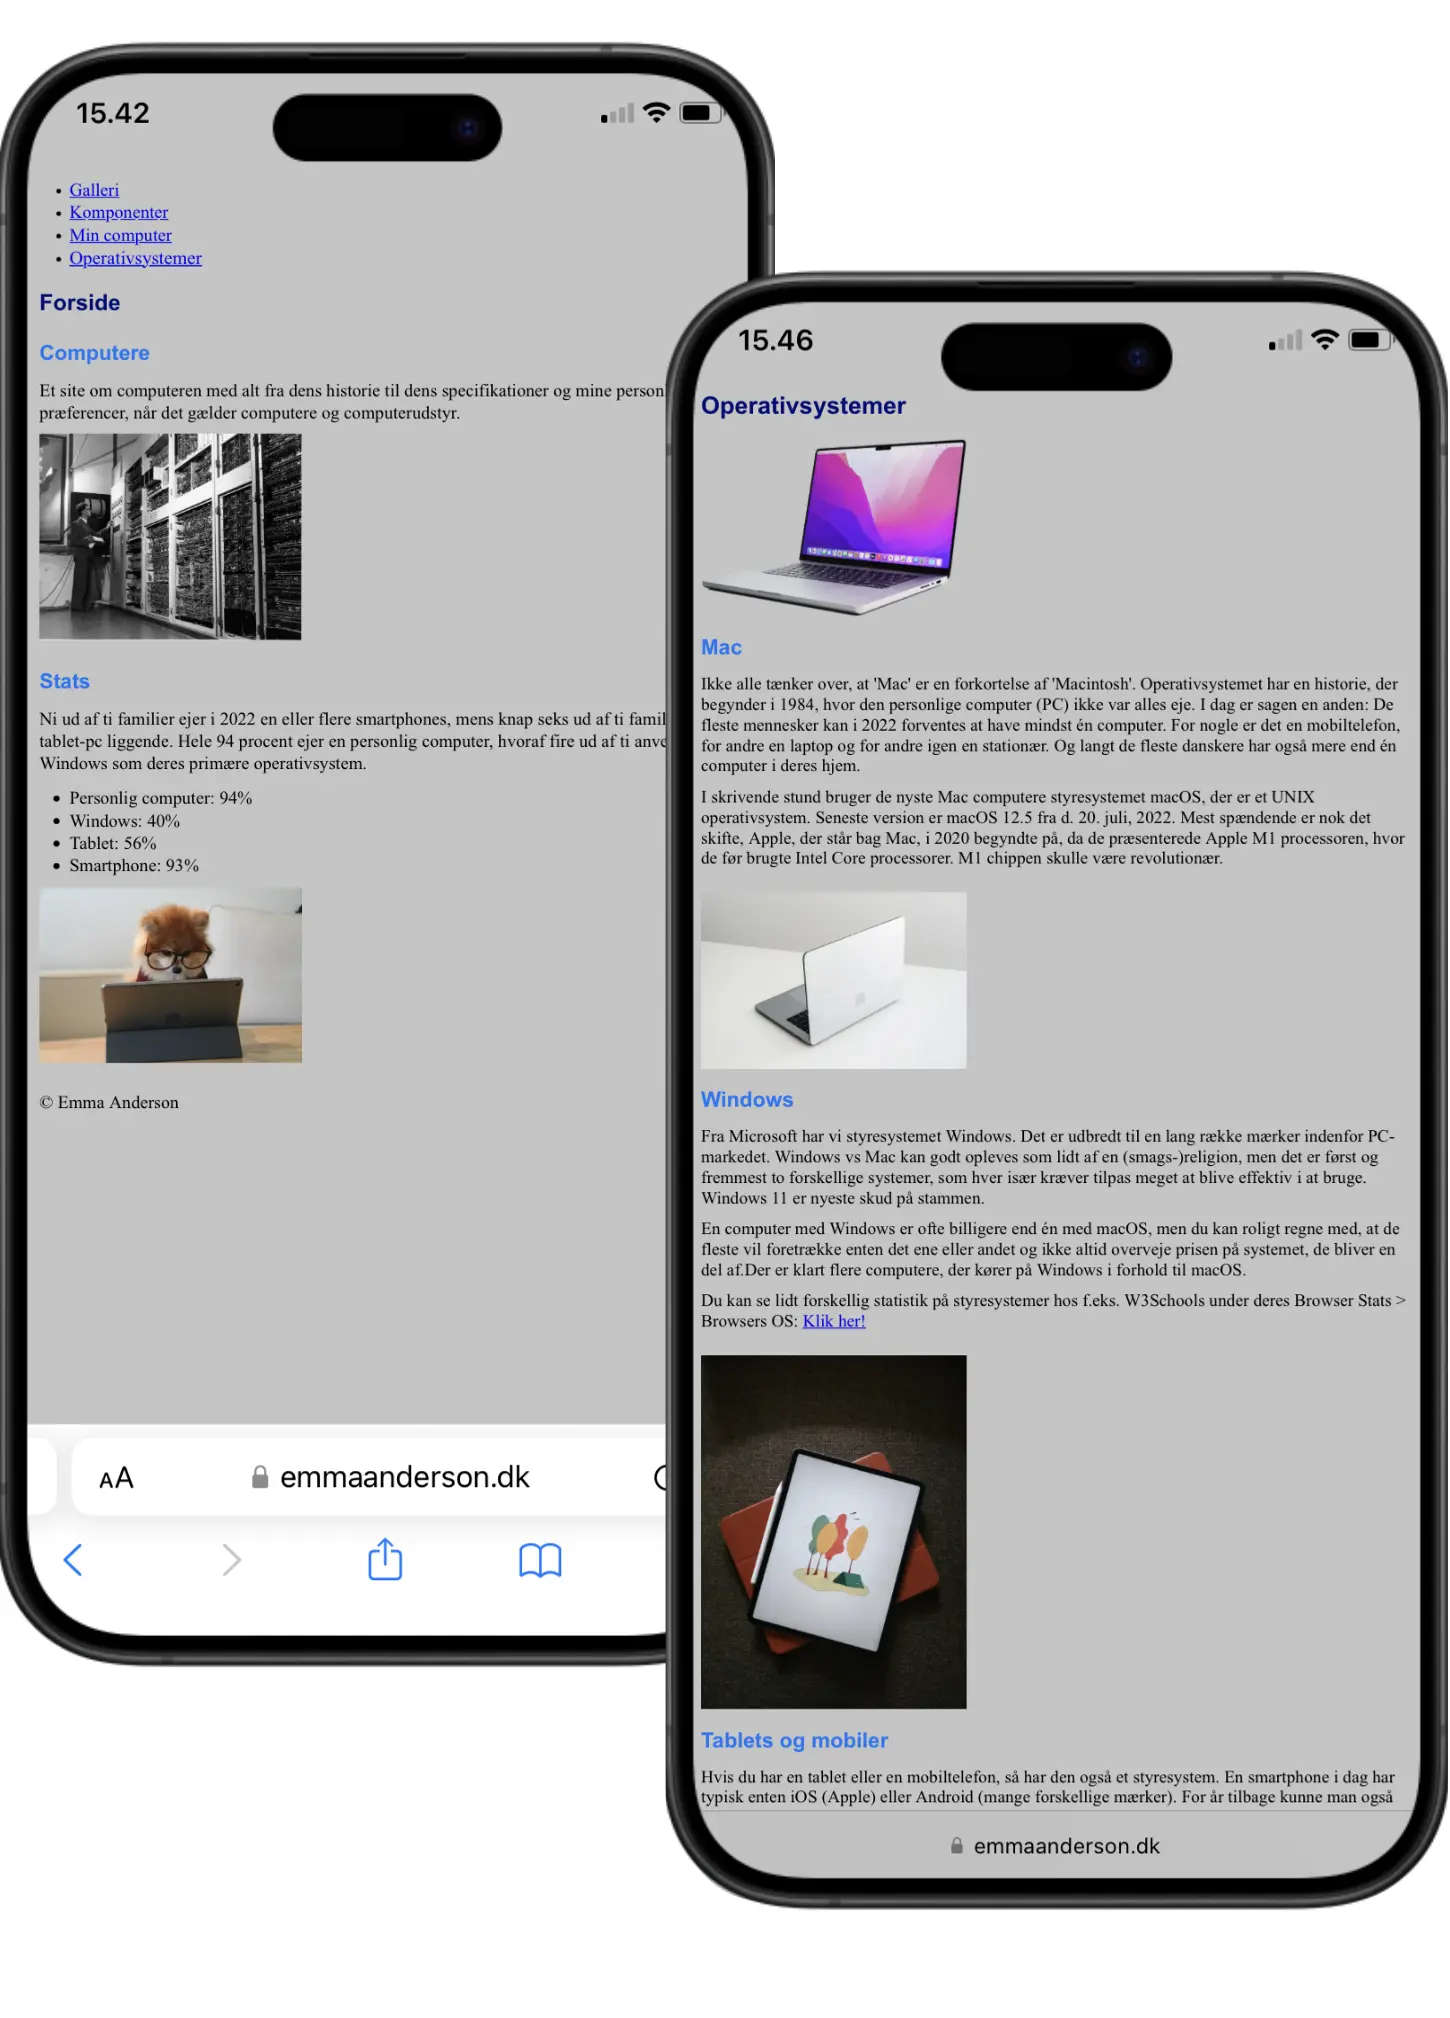 15.42
Galleri
Komponenter
Min computer
Operativsystemer
Forside
Computere
Et site om computeren med alt fra dens historie til dens specifikationer og mine person
præferencer, når det gælder computere og computerudstyr.
Stats
Ni ud af ti familier ejer i 2022 en eller flere smartphones, mens knap seks ud af ti famil
tablet-pc liggende. Hele 94 procent ejer en personlig computer, hvoraf fire ud af ti anve
Windows som deres primære operativsystem.
Personlig computer: 94%
Windows: 40%
Tablet: 56%
Smartphone: 93%
© Emma Anderson
AA
emmaanderson.dk
15.46
Operativsystemer
Mac
Ikke alle tænker over, at 'Mac' er en forkortelse af 'Macintosh'. Operativsystemet har en historie, der
begynder i 1984, hvor den personlige computer (PC) ikke var alles eje. I dag er sagen en anden: De
fleste mennesker kan i 2022 forventes at have mindst én computer. For nogle er det en mobiltelefon,
for andre en laptop og for andre igen en stationær. Og langt de fleste danskere har også mere end én
computer i deres hjem.
I skrivende stund bruger de nyste Mac computere styresystemet macOS, der er et UNIX
operativsystem. Seneste version er macOS 12.5 fra d. 20. juli, 2022. Mest spændende er nok det
skifte, Apple, der står bag Mac, i 2020 begyndte på, da de præsenterede Apple M1 processoren, hvor
de før brugte Intel Core processorer. M1 chippen skulle være revolutionær.
Windows
Fra Microsoft har vi styresystemet Windows. Det er udbredt til en lang række mærker indenfor PC-
markedet. Windows vs Mac kan godt opleves som lidt af en (smags-)religion, men det er først og
fremmest to forskellige systemer, som hver især kræver tilpas meget at blive effektiv i at bruge.
Windows 11 er nyeste skud på stammen.
En computer med Windows er ofte billigere end én med macOS, men du kan roligt regne med, at de
fleste vil foretrække enten det ene eller andet og ikke altid overveje prisen på systemet, de bliver en
del af.Der er klart flere computere, der kører på Windows i forhold til macOS.
Du kan se lidt forskellig statistik på styresystemer hos f.eks. W3Schools under deres Browser Stats >
Browsers OS: Klik her!
Tablets og mobiler
Hvis du har en tablet eller en mobiltelefon, så har den også et styresystem. En smartphone i dag har
typisk enten iOS (Apple) eller Android (mange forskellige mærker). For år tilbage kunne man også
emmaanderson.dk